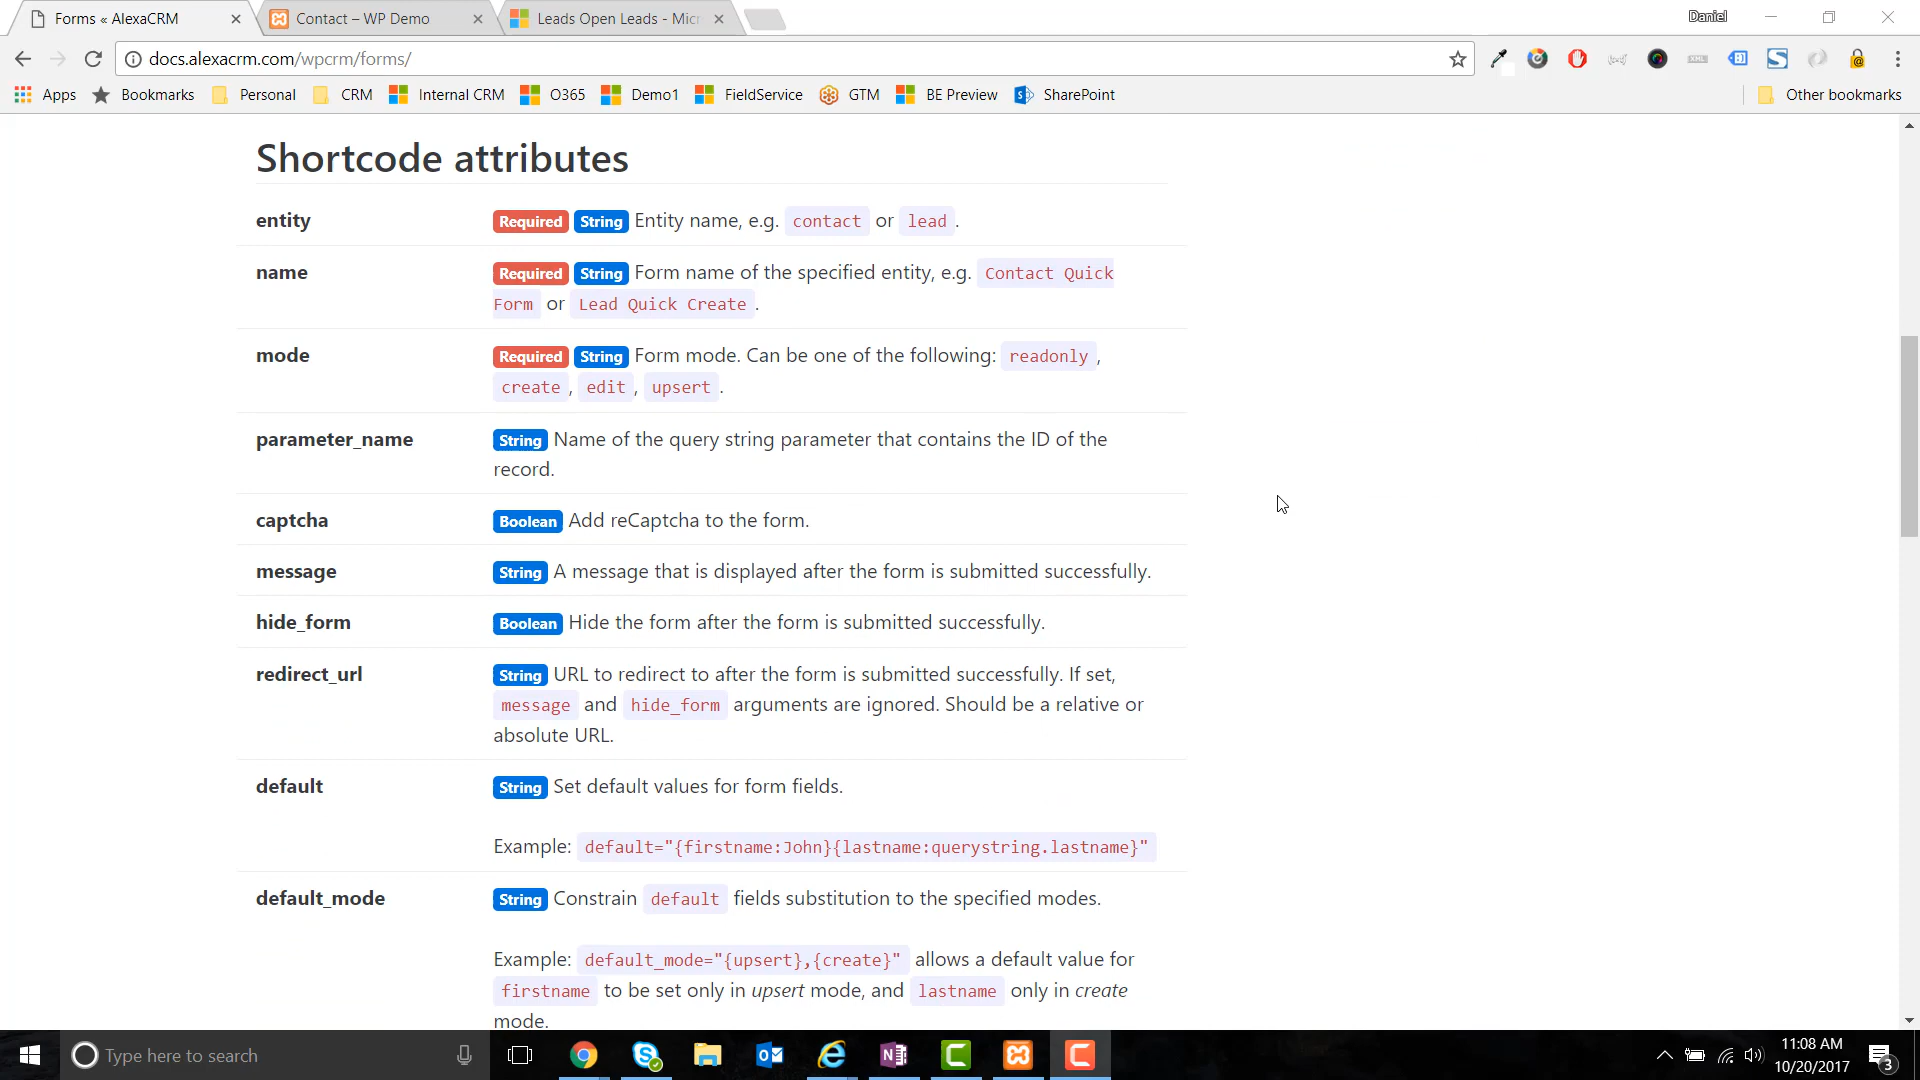 Forms « AlexaCRM
Contact – WP Demo
Leads Open Leads - Micr
Daniel
docs.alexacrm.com/wpcrm/forms/
Apps Bookmarks Personal CRM Internal CRM O365 Demo1 FieldService GTM BE Preview SharePoint Other bookmarks
Shortcode attributes
entity Required String Entity name, e.g. contact or lead .
name Required String Form name of the specified entity, e.g. Contact Quick
Form or Lead Quick Create .
mode Required String Form mode. Can be one of the following: readonly ,
create , edit , upsert .
parameter_name String Name of the query string parameter that contains the ID of the
record.
captcha Boolean Add reCaptcha to the form.
message String A message that is displayed after the form is submitted successfully.
hide_form Boolean Hide the form after the form is submitted successfully.
redirect_url String URL to redirect to after the form is submitted successfully. If set,
message and hide_form arguments are ignored. Should be a relative or
absolute URL.
default String Set default values for form fields.
Example: default="{firstname:John}{lastname:querystring.lastname}"
default_mode String Constrain default fields substitution to the specified modes.
Example: default_mode="{upsert},{create}" allows a default value for
firstname to be set only in upsert mode, and lastname only in create
mode.
Type here to search
11:08 AM
10/20/2017
3